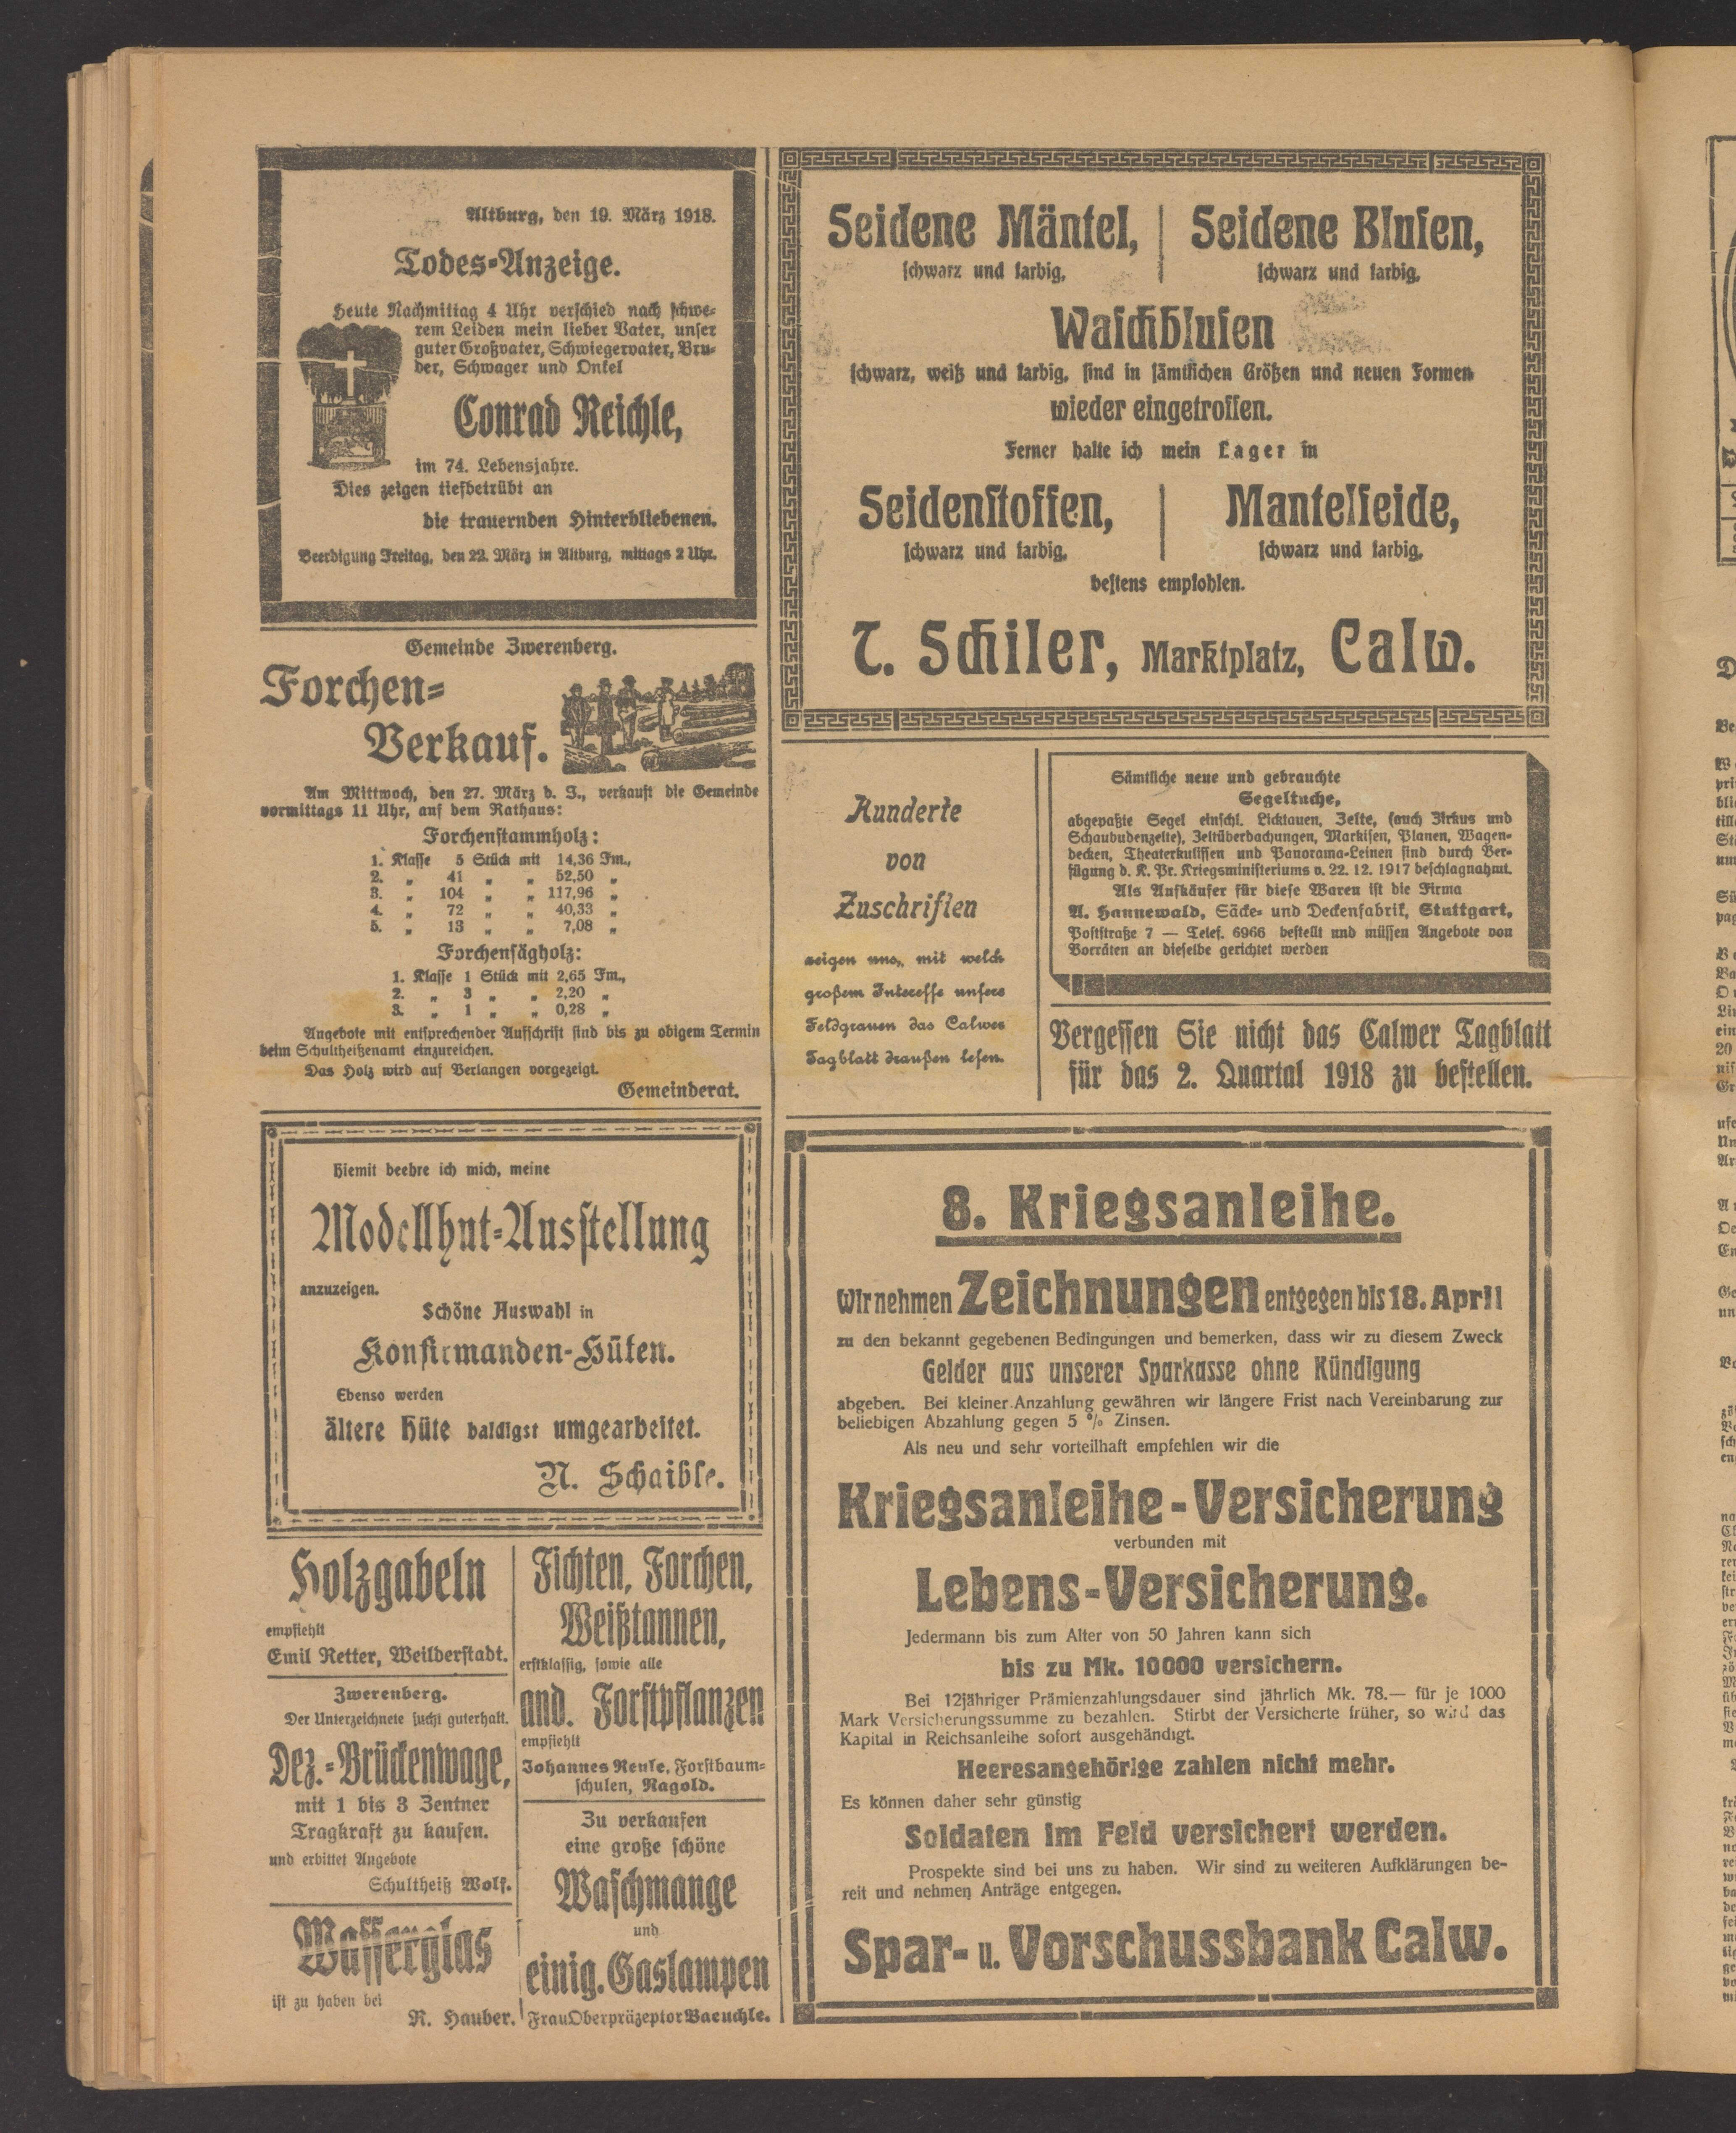 Altburg, den 19. März 1918.
Todes-Anzeige.
Heute Nachmittag 4 Uhr verschied nach schwe-
rem Leiden mein lieber Vater, unser
guter Großvater, Schwiegervater, Bru-
der, Schwager und Onkel
Conrad Reichle,
im 74. Lebensjahre.
Dies zeigen tiefbetrübt an
die trauernden Hinterbliebenen.
Beerdigung Freitag, den 22. März in Altburg, mittags 2 Uhr.
Gemeinde Zwerenberg.
Forchen-
Verkauf.
Am Mittwoch, den 27. März d. J., verkauft die Gemeinde
vormittags 11 Uhr, auf dem Rathaus:
Forchenstammholz:
1. Klasse 5 Stück mit 14,36 Fm.,
2. „ 41 „ „ 52,50 „
3. „ 104 „ „ 117,96 „
4. „ 72 „ „ 40,33 „
5. „ 13 „ „ 7,08 „
Forchensägholz:
1. Klasse 1 Stück mit 2,65 Fm.,
2. „ 3 „ „ 2,20 „
3. „ 1 „ „ 0,28 „
Angebote mit entsprechender Aufschrift sind bis zu obigem Termin
beim Schultheißenamt einzureichen.
Das Holz wird auf Verlangen vorgezeigt.
Gemeinderat.
Hiemit beehre ich mich, meine
Modellhut-Ausstellung
anzuzeigen.
Schöne Auswahl in
Konfirmanden-Hüten.
Ebenso werden
ältere Hüte baldigst umgearbeitet.
N. Schaible.
Holzgabeln
empfiehlt
Emil Retter, Weilderstadt.
Zwerenberg.
Der Unterzeichnete sucht guterhalt.
Dez.-Brückenwage,
mit 1 bis 3 Zentner
Tragkraft zu kaufen.
und erbittet Angebote
Schultheiß Wolf.
Wasserglas
ist zu haben bei
R. Hauber.
Fichten, Forchen,
Weißtannen,
erstklassig, sowie alle
and. Forstpflanzen
empfiehlt
Johannes Reule, Forstbaum-
schulen, Nagold.
Zu verkaufen
eine große schöne
Waschmange
und
einig. Gaslampen
Frau Oberpräzeptor Baeuchle.
Seidene Mäntel,
schwarz und farbig,
Seidene Blusen,
schwarz und farbig,
Waschblusen
schwarz, weiß und farbig, sind in sämtlichen Größen und neuen Formen
wieder eingetroffen.
Ferner halte ich mein Lager in
Seidenstoffen,
schwarz und farbig,
Mantelseide,
schwarz und farbig,
bestens empfohlen.
T. Schiler, Marktplatz, Calw.
Hunderte
von
Zuschriften
zeigen uns, mit welch
großem Interesse unsere
Feldgrauen das Calwer
Tagblatt draußen lesen.
Sämtliche neue und gebrauchte
Segeltuche,
abgepaßte Segel einschl. Licktauen, Zelte, (auch Zirkus und
Schaubudenzelte), Zeltüberdachungen, Markisen, Planen, Wagen-
decken, Theaterkulissen und Panorama-Leinen sind durch Ver-
fügung d. K. Pr. Kriegsministeriums v. 22. 12. 1917 beschlagnahmt.
Als Aufkäufer für diese Waren ist die Firma
A. Hannewald, Säcke- und Deckenfabrik, Stuttgart,
Poststraße 7 — Telef. 6966 bestellt und müssen Angebote von
Vorräten an dieselbe gerichtet werden
Vergessen Sie nicht das Calwer Tagblatt
für das 2. Quartal 1918 zu bestellen.
8. Kriegsanleihe.
Wir nehmen Zeichnungen entgegen bis 18. April
zu den bekannt gegebenen Bedingungen und bemerken, dass wir zu diesem Zweck
Gelder aus unserer Sparkasse ohne Kündigung
abgeben. Bei kleiner Anzahlung gewähren wir längere Frist nach Vereinbarung zur
beliebigen Abzahlung gegen 5 % Zinsen.
Als neu und sehr vorteilhaft empfehlen wir die
Kriegsanleihe-Versicherung
verbunden mit
Lebens-Versicherung.
Jedermann bis zum Alter von 50 Jahren kann sich
bis zu Mk. 10000 versichern.
Bei 12jähriger Prämienzahlungsdauer sind jährlich Mk. 78.— für je 1000
Mark Versicherungssumme zu bezahlen. Stirbt der Versicherte früher, so wird das
Kapital in Reichsanleihe sofort ausgehändigt.
Heeresangehörige zahlen nicht mehr.
Es können daher sehr günstig
Soldaten im Feld versichert werden.
Prospekte sind bei uns zu haben. Wir sind zu weiteren Aufklärungen be-
reit und nehmen Anträge entgegen.
Spar- u. Vorschussbank Calw.